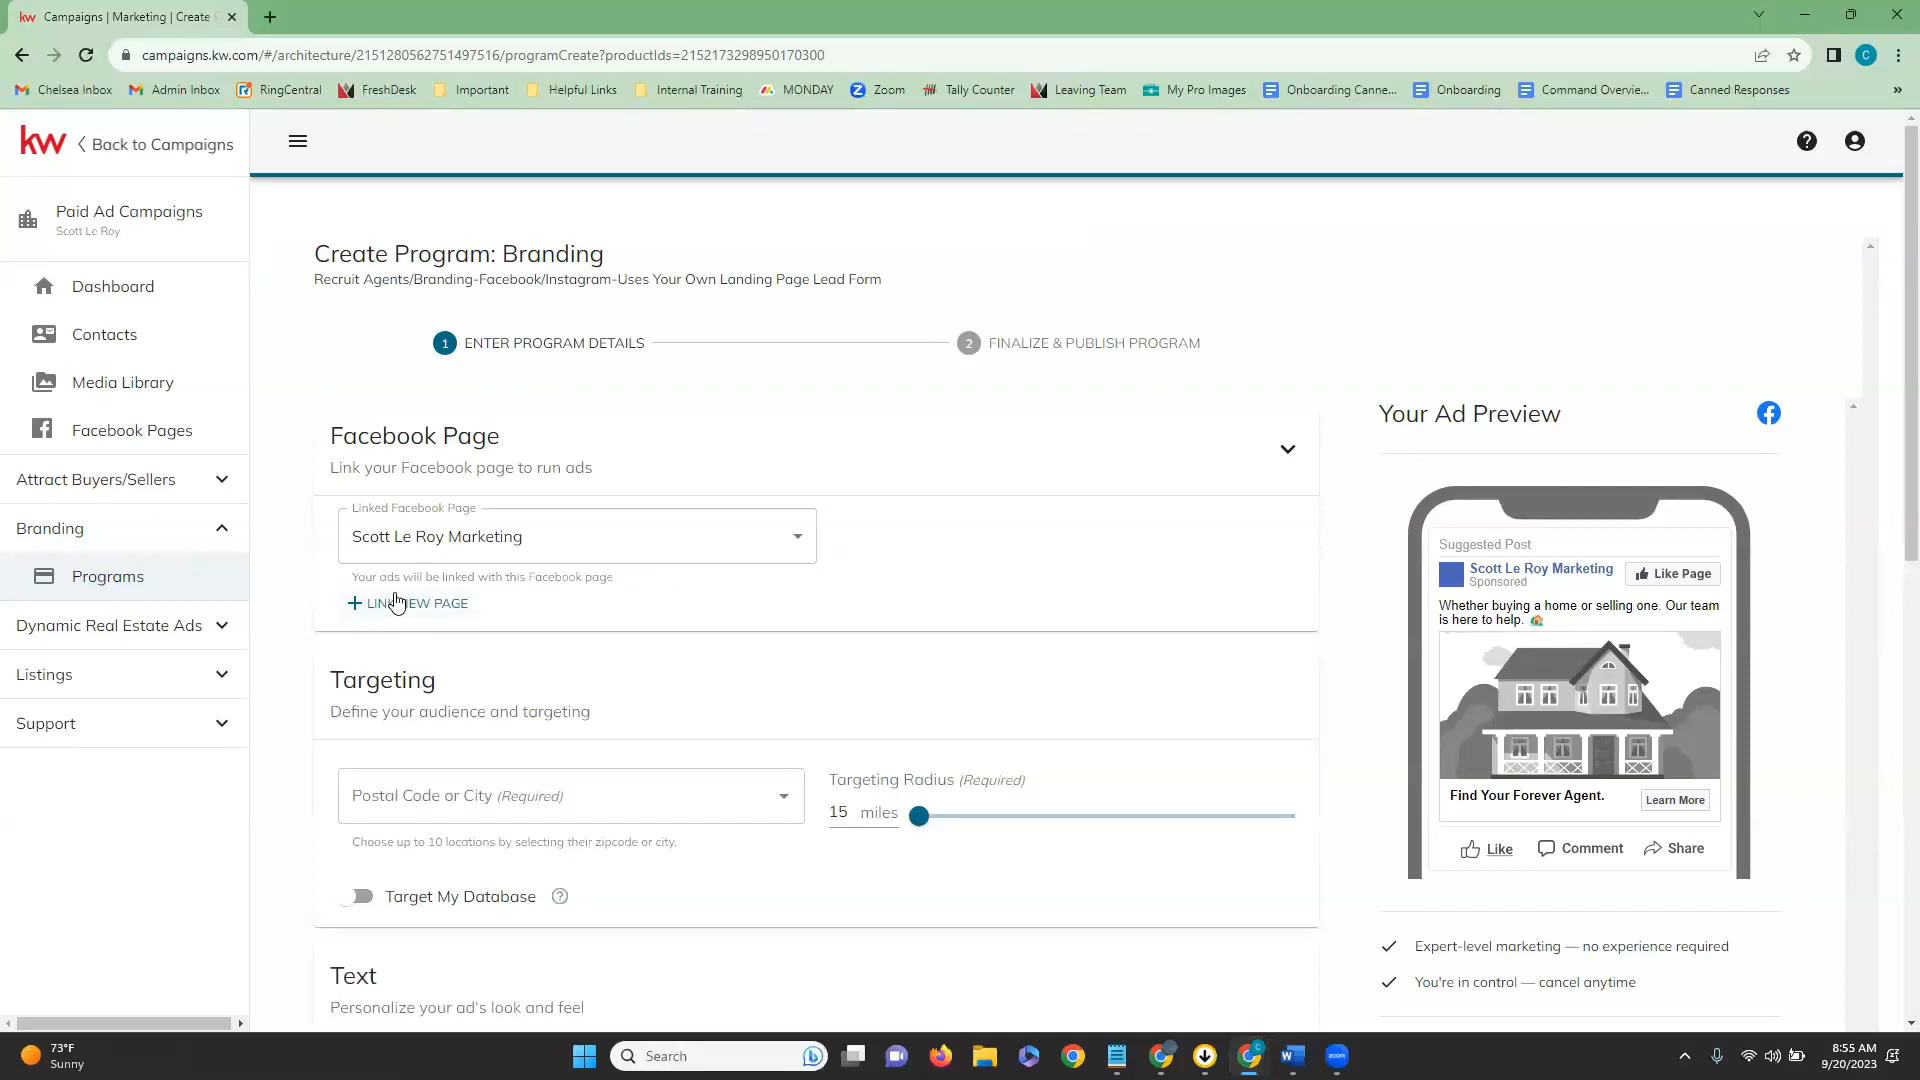 kw Campaigns | Marketing | Create
campaigns.kw.com/#/architecture/2151280562751497516/programCreate?productIds=2152173298950170300
C
Chelsea Inbox Admin Inbox RingCentral FreshDesk Important Helpful Links Internal Training MONDAY Zoom Tally Counter Leaving Team My Pro Images Onboarding Canne... Onboarding Command Overvie... Canned Responses »
kw Back to Campaigns
Paid Ad Campaigns
Scott Le Roy
Dashboard
Contacts
Media Library
Facebook Pages
Attract Buyers/Sellers
Branding
Programs
Dynamic Real Estate Ads
Listings
Support
Create Program: Branding
Recruit Agents/Branding-Facebook/Instagram-Uses Your Own Landing Page Lead Form
1 ENTER PROGRAM DETAILS
2 FINALIZE & PUBLISH PROGRAM
Facebook Page
Link your Facebook page to run ads
Linked Facebook Page
Scott Le Roy Marketing
Your ads will be linked with this Facebook page
+ LINK NEW PAGE
Targeting
Define your audience and targeting
Postal Code or City (Required)
Choose up to 10 locations by selecting their zipcode or city.
Targeting Radius (Required)
15 miles
Target My Database
Text
Personalize your ad's look and feel
Your Ad Preview
Suggested Post
Scott Le Roy Marketing
Sponsored
Like Page
Whether buying a home or selling one. Our team
is here to help. 🏠
Find Your Forever Agent.
Learn More
Like Comment Share
Expert-level marketing — no experience required
You're in control — cancel anytime
73°F
Sunny
Search
zoom
8:55 AM
9/20/2023